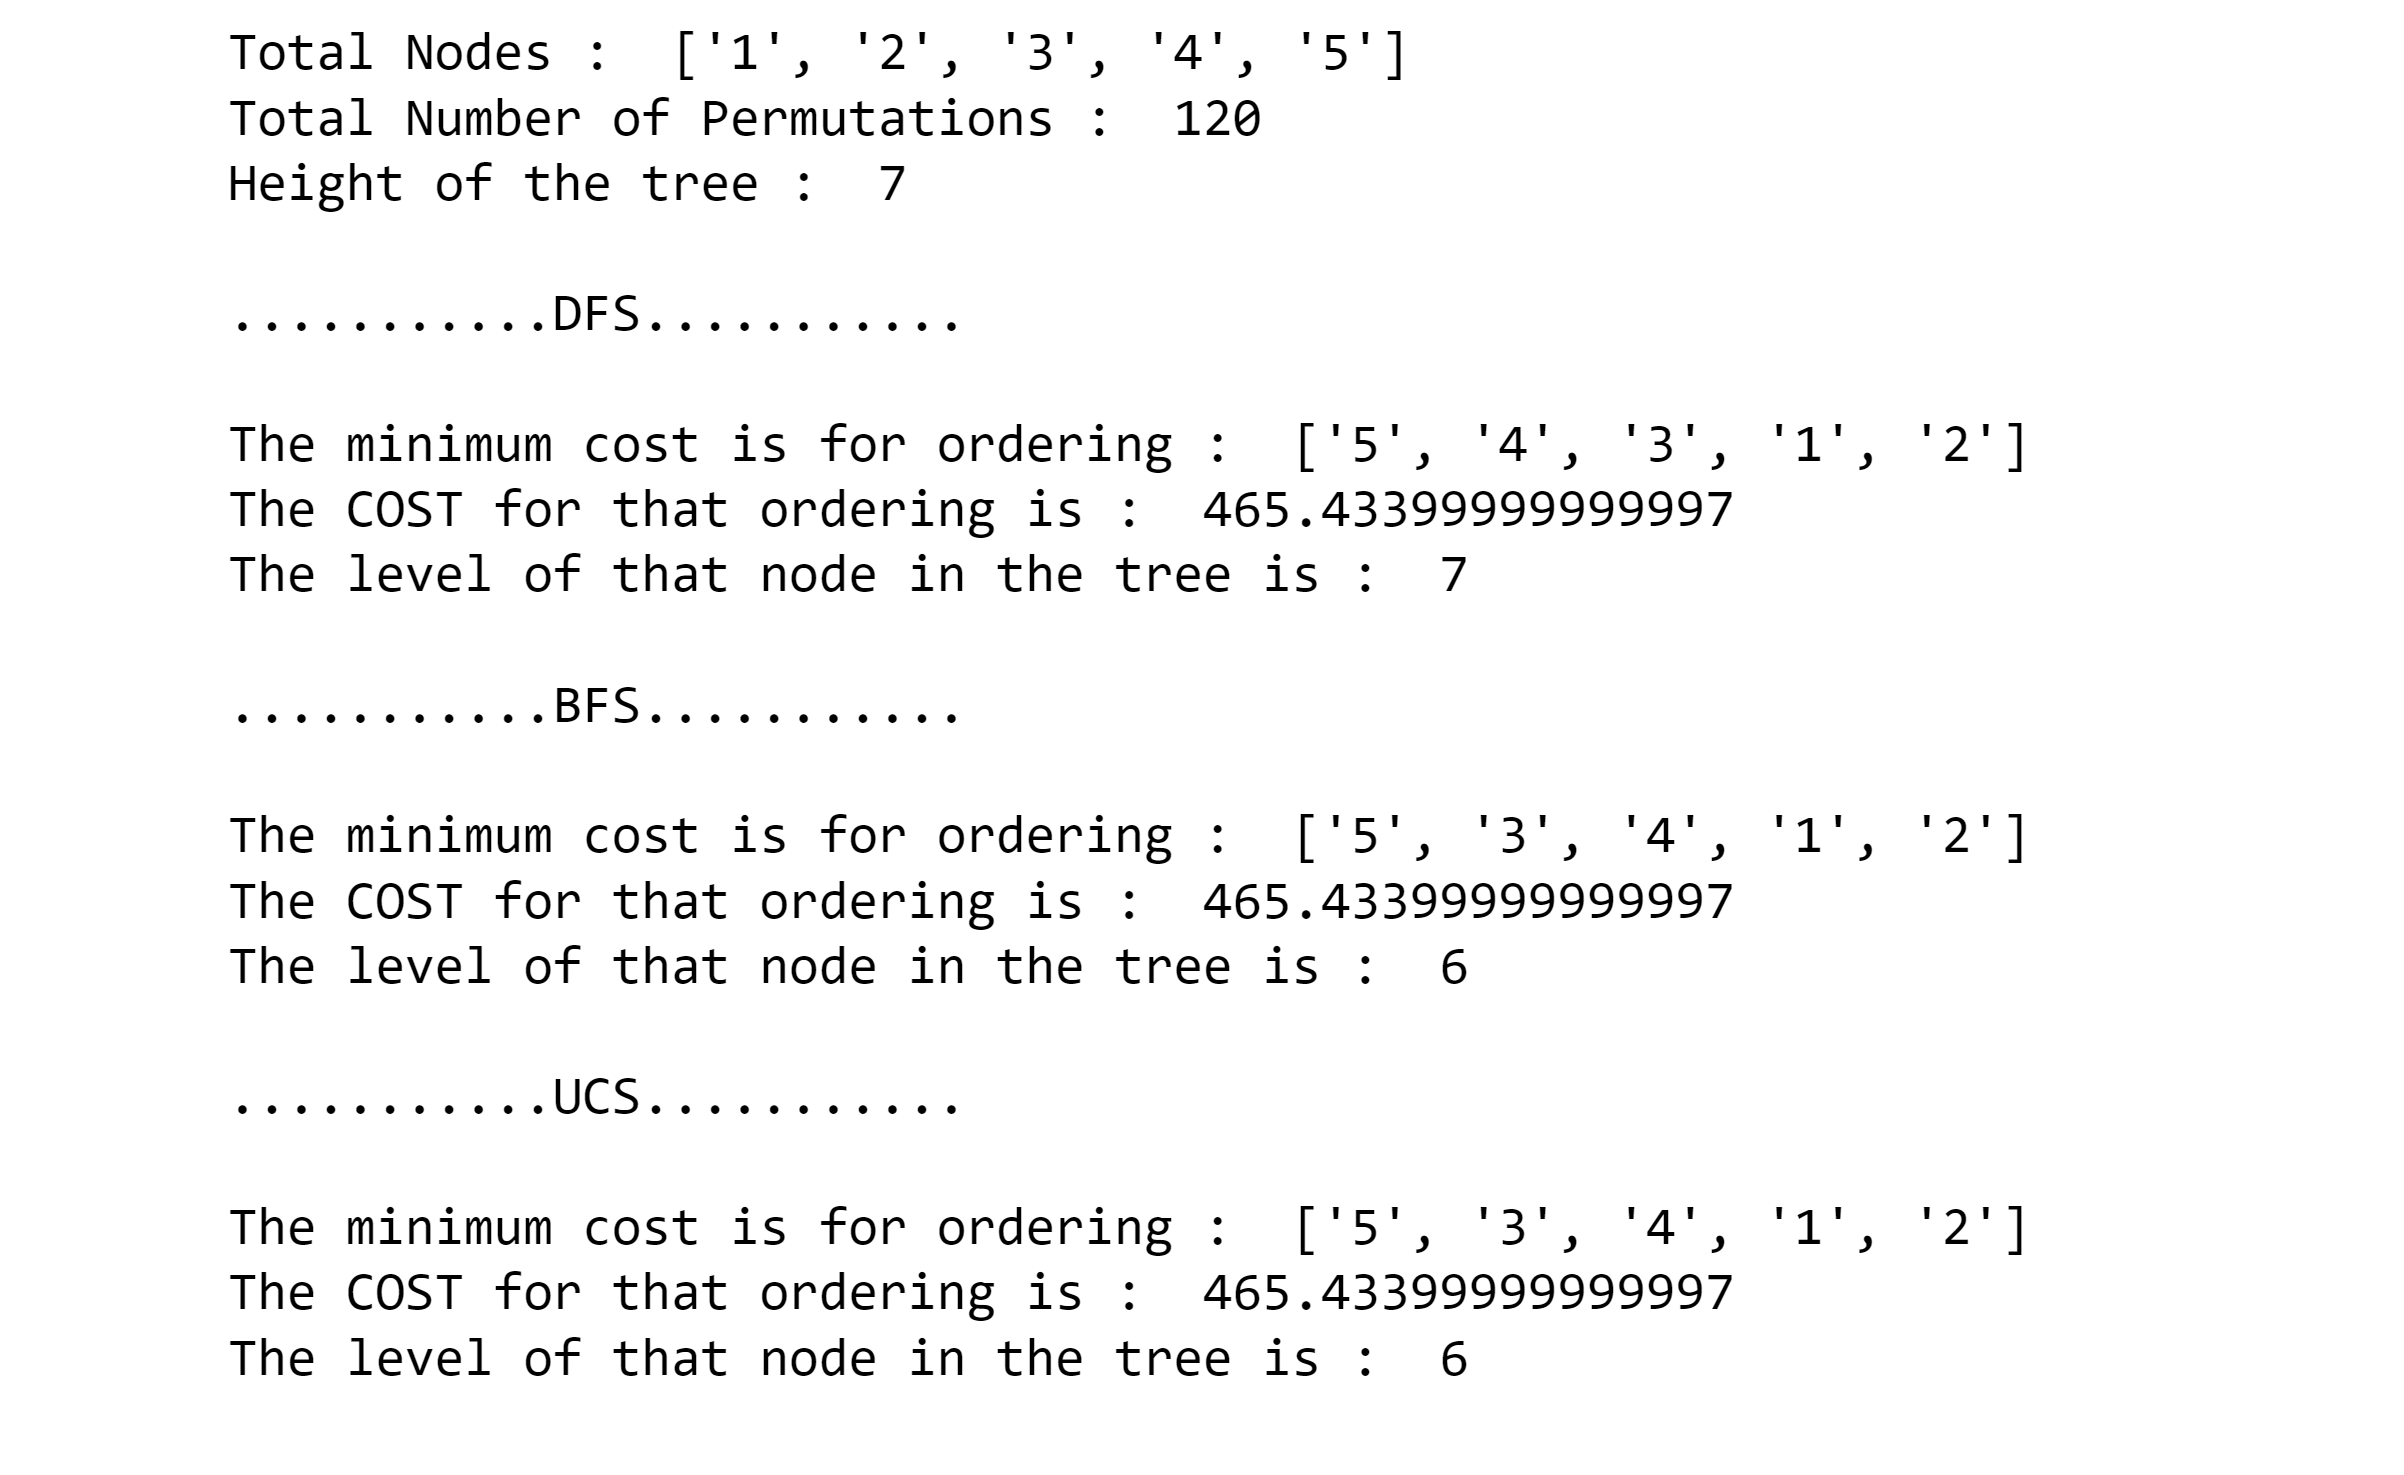 Total Nodes :  ['1', '2', '3', '4', '5']
Total Number of Permutations :  120
Height of the tree :  7
...........DFS...........
The minimum cost is for ordering :  ['5', '4', '3', '1', '2']
The COST for that ordering is :  465.43399999999997
The level of that node in the tree is :  7
...........BFS...........
The minimum cost is for ordering :  ['5', '3', '4', '1', '2']
The COST for that ordering is :  465.43399999999997
The level of that node in the tree is :  6
...........UCS...........
The minimum cost is for ordering :  ['5', '3', '4', '1', '2']
The COST for that ordering is :  465.43399999999997
The level of that node in the tree is :  6